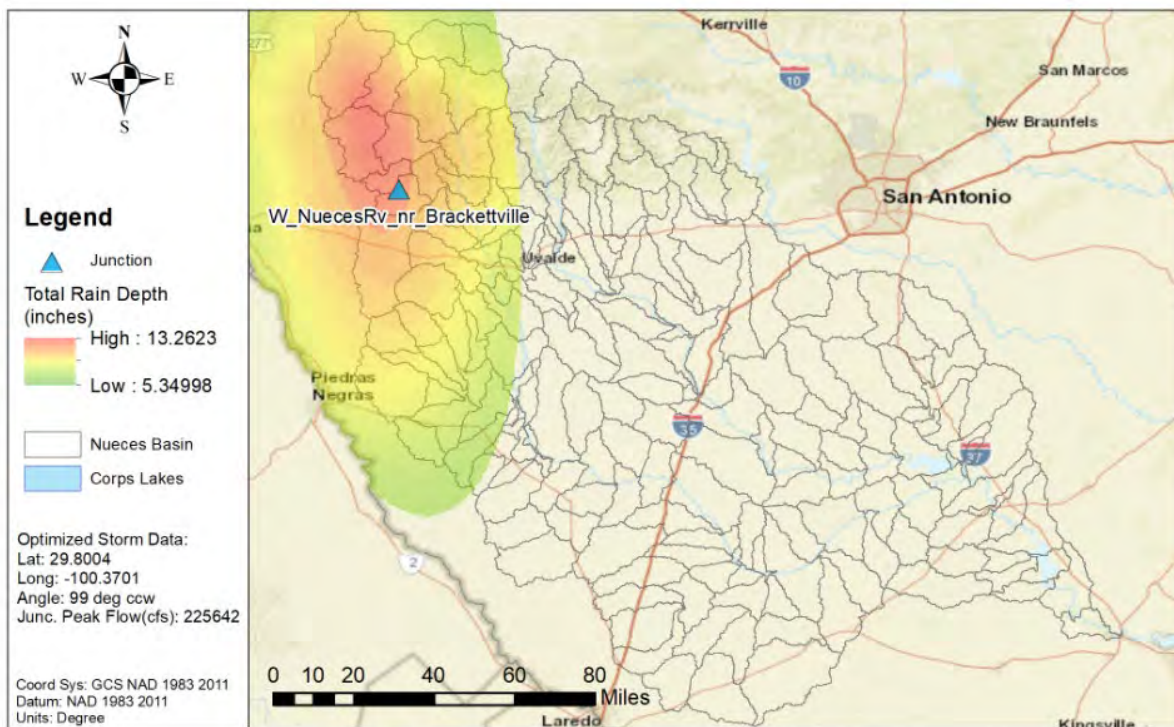 N
W E
S
Legend
Junction
Total Rain Depth
(inches)
High : 13.2623
Low : 5.34998
Nueces Basin
Corps Lakes
Optimized Storm Data:
Lat: 29.8004
Long: -100.3701
Angle: 99 deg ccw
Junc. Peak Flow(cfs): 225642
Coord Sys: GCS NAD 1983 2011
Datum: NAD 1983 2011
Units: Degree
277
Kerrville
10
San Marcos
New Braunfels
San Antonio
W_NuecesRv_nr_Brackettville
Uvalde
Piedras
Negras
35
37
2
0 10 20 40 60 80
Miles
Laredo
Kingsville